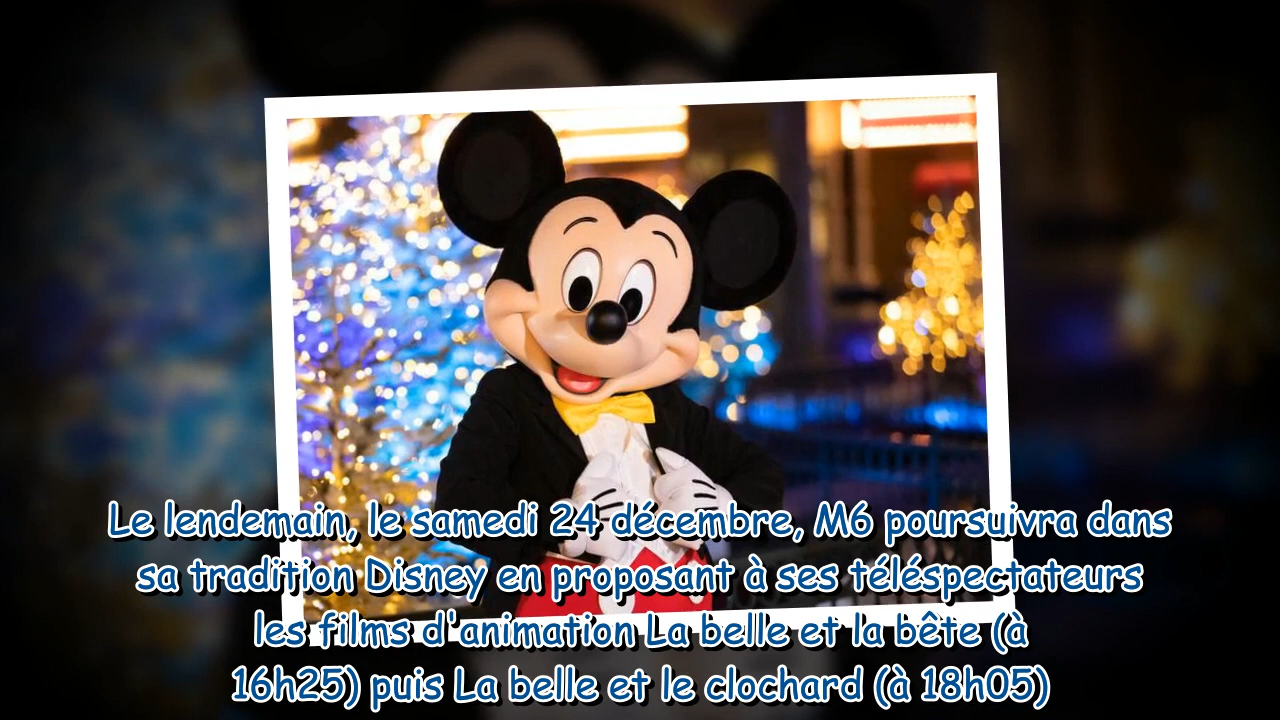 Le lendemain, le samedi 24 décembre, M6 poursuivra dans
sa tradition Disney en proposant à ses téléspectateurs
les films d'animation La belle et la bête (à
16h25) puis La belle et le clochard (à 18h05)